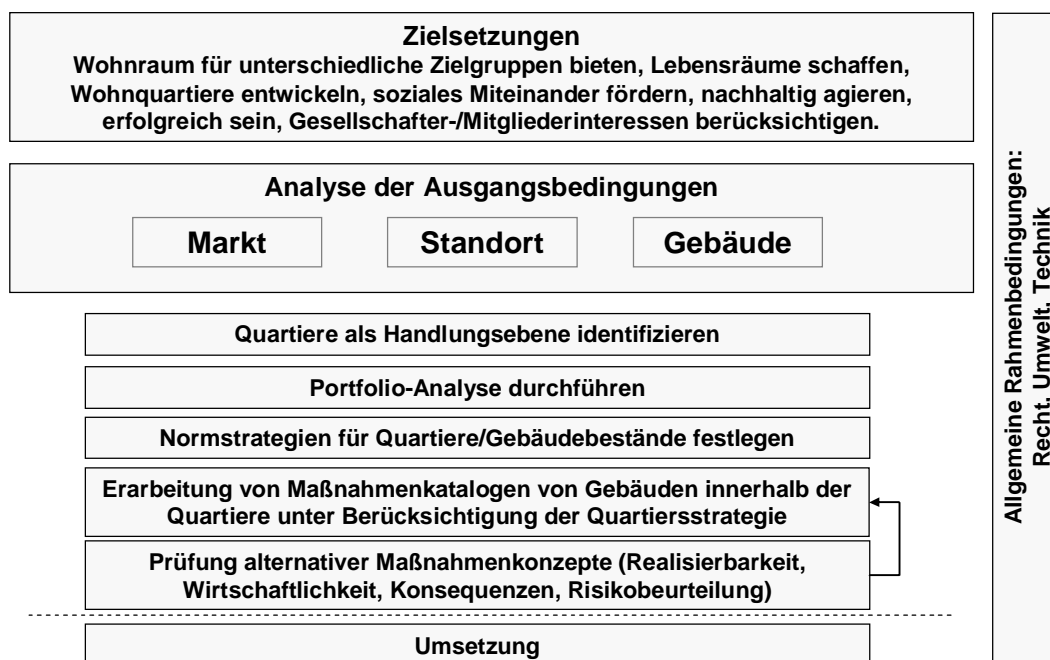 Zielsetzungen
Wohnraum für unterschiedliche Zielgruppen bieten, Lebensräume schaffen,
Wohnquartiere entwickeln, soziales Miteinander fördern, nachhaltig agieren,
erfolgreich sein, Gesellschafter-/Mitgliederinteressen berücksichtigen.
Analyse der Ausgangsbedingungen
Markt
Standort
Gebäude
Quartiere als Handlungsebene identifizieren
Portfolio-Analyse durchführen
Normstrategien für Quartiere/Gebäudebestände festlegen
Erarbeitung von Maßnahmenkatalogen von Gebäuden innerhalb der
Quartiere unter Berücksichtigung der Quartiersstrategie
Prüfung alternativer Maßnahmenkonzepte (Realisierbarkeit,
Wirtschaftlichkeit, Konsequenzen, Risikobeurteilung)
Umsetzung
Allgemeine Rahmenbedingungen:
Recht, Umwelt, Technik